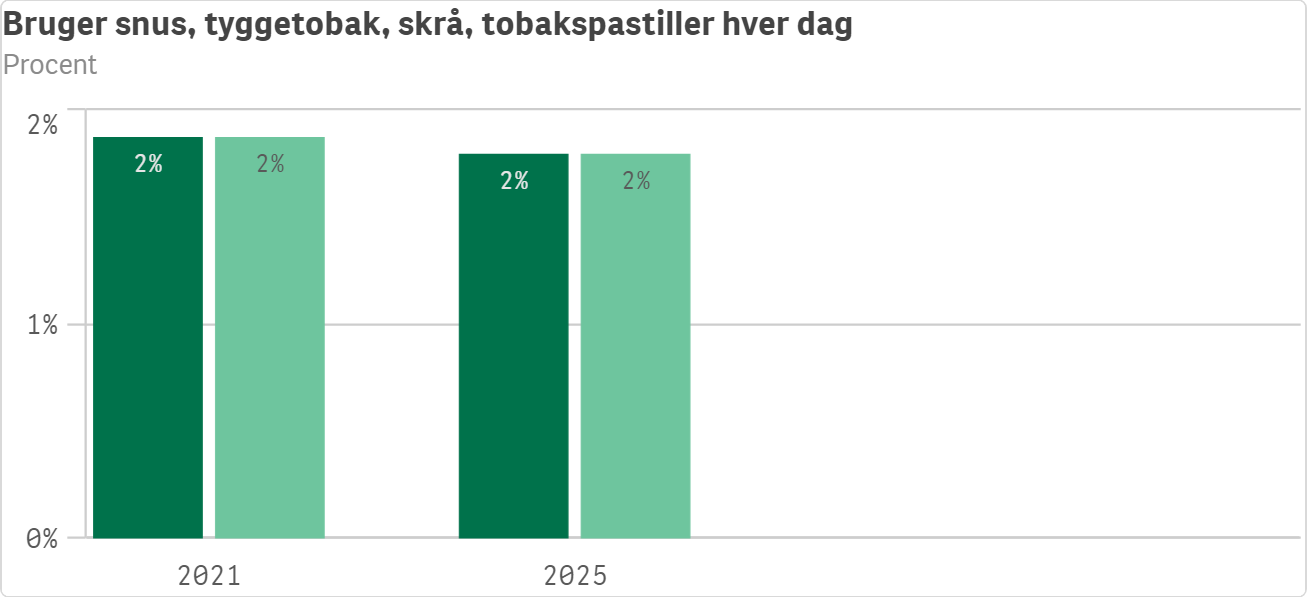 Bruger snus, tyggetobak, skrå, tobakspastiller hver dag
Procent
2%
2% 2% 2% 2%
1%
0%
2021 2025